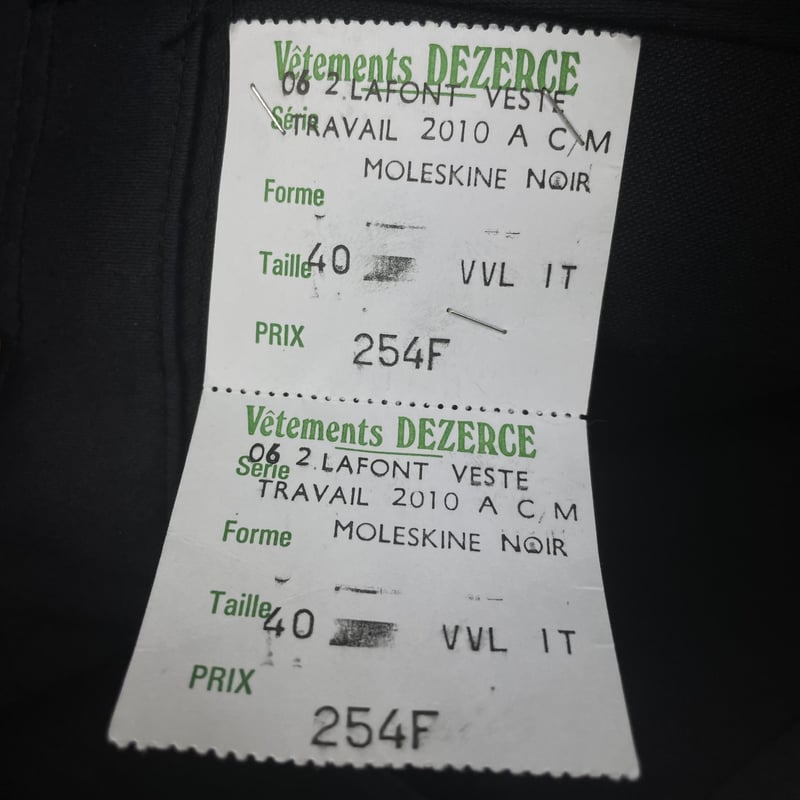 Vêtements DEZERCE
06 2.LAFONT VESTE
Série TRAVAIL 2010 A C/M
MOLESKINE NOIR
Forme
Taille 40 VVL IT
PRIX 254F
Vêtements DEZERCE
06 2.LAFONT VESTE
Série
TRAVAIL 2010 A C/M
Forme MOLESKINE NOIR
Taille 40 VVL IT
PRIX
254F